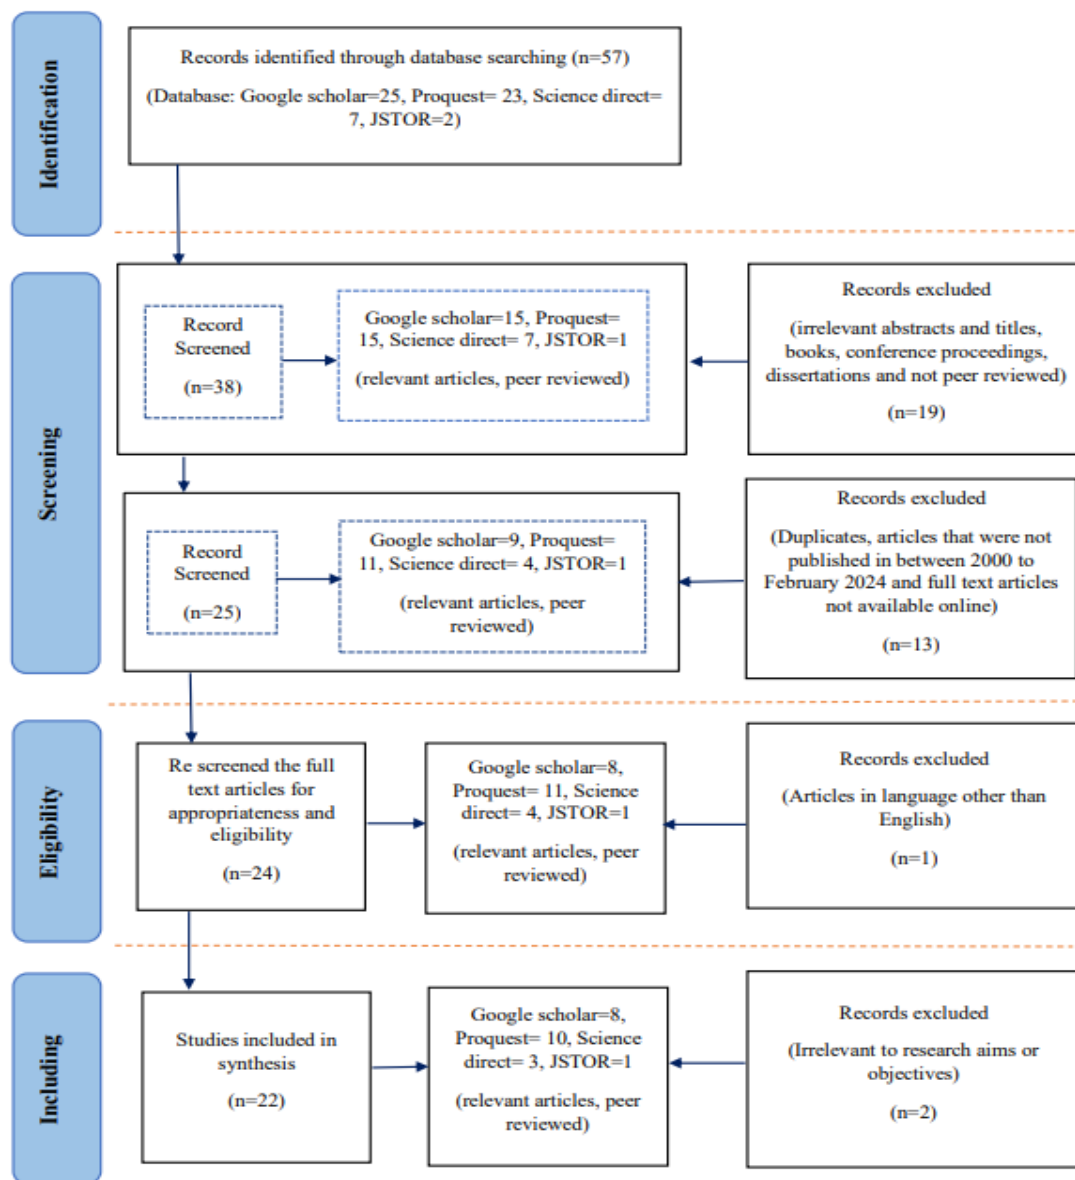 Identification
Records identified through database searching (n=57)
(Database: Google scholar=25, Proquest= 23, Science direct=
7, JSTOR=2)
Screening
Record
Screened
(n=38)
Google scholar=15, Proquest=
15, Science direct= 7, JSTOR=1
(relevant articles, peer reviewed)
Records excluded
(irrelevant abstracts and titles,
books, conference proceedings,
dissertations and not peer reviewed)
(n=19)
Record
Screened
(n=25)
Google scholar=9, Proquest=
11, Science direct= 4, JSTOR=1
(relevant articles, peer
reviewed)
Records excluded
(Duplicates, articles that were not
published in between 2000 to
February 2024 and full text articles
not available online)
(n=13)
Eligibility
Re screened the full
text articles for
appropriateness and
eligibility
(n=24)
Google scholar=8,
Proquest= 11, Science
direct= 4, JSTOR=1
(relevant articles, peer
reviewed)
Records excluded
(Articles in language other than
English)
(n=1)
Including
Studies included in
synthesis
(n=22)
Google scholar=8,
Proquest= 10, Science
direct= 3, JSTOR=1
(relevant articles, peer
reviewed)
Records excluded
(Irrelevant to research aims or
objectives)
(n=2)